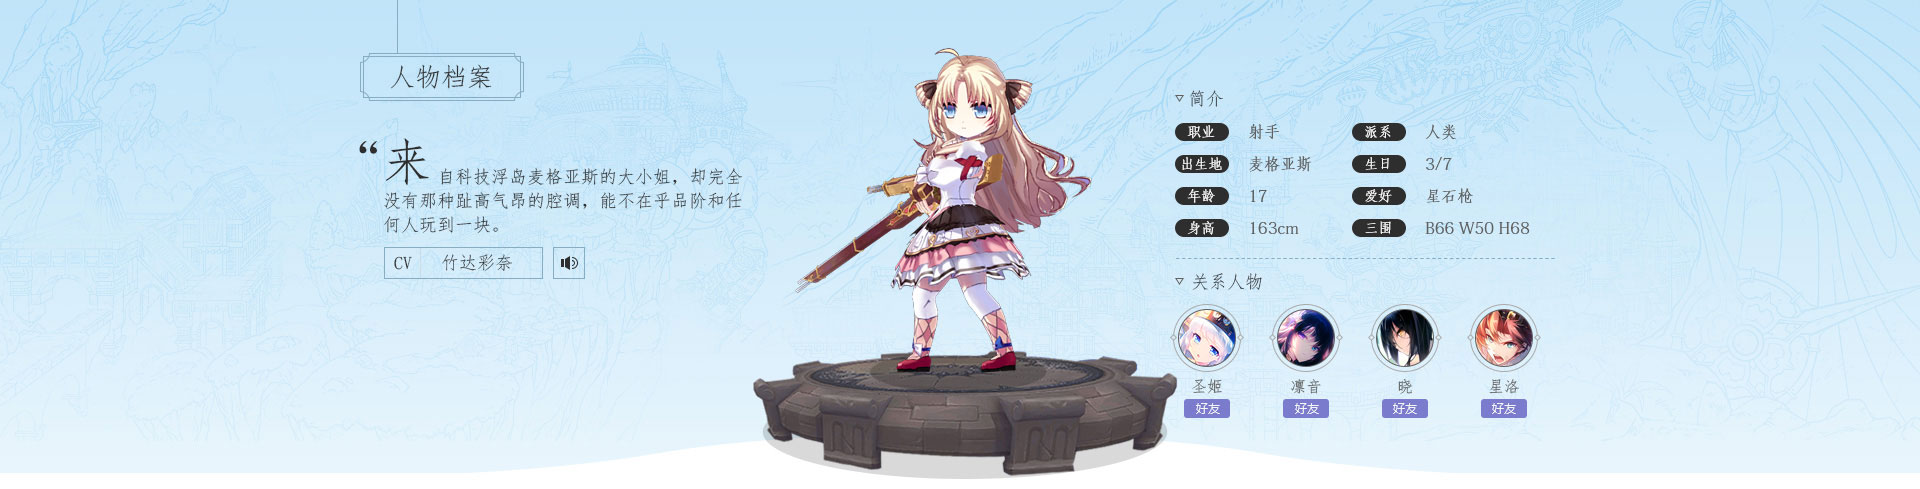 人物档案
“来自科技浮岛麦格亚斯的大小姐，却完全
没有那种趾高气昂的腔调，能不在乎品阶和任
何人玩到一块。
CV 竹达彩奈
简介
职业 射手 派系 人类
出生地 麦格亚斯 生日 3/7
年龄 17 爱好 星石枪
身高 163cm 三围 B66 W50 H68
关系人物
圣姬 凛音 晓 星洛
好友 好友 好友 好友